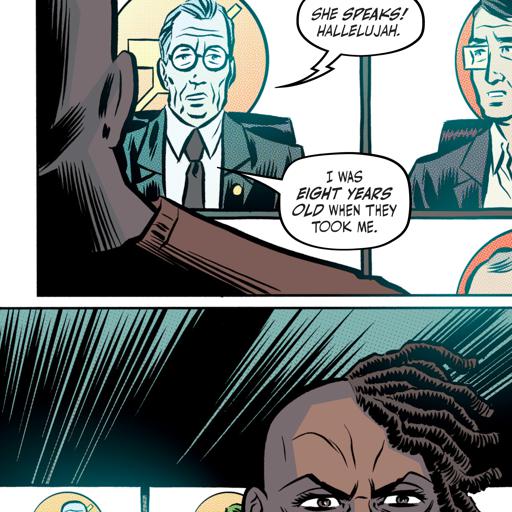 SHE SPEAKS!
HALLELUJAH.
I WAS
EIGHT YEARS
OLD WHEN THEY
TOOK ME.